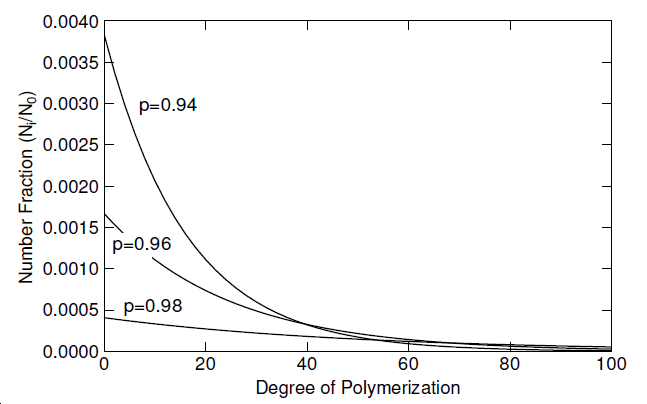 0.0040
0.0035
0.0030
0.0025
0.0020
0.0015
0.0010
0.0005
0.0000
Number Fraction (Nᵢ/N₀)
p=0.94
p=0.96
p=0.98
0 20 40 60 80 100
Degree of Polymerization